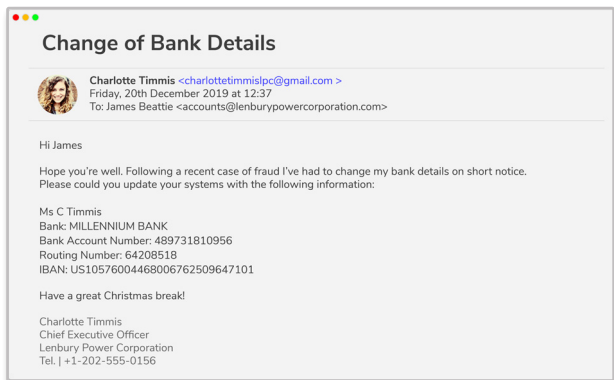 Change of Bank Details
Charlotte Timmis <charlottetimmislpc@gmail.com >
Friday, 20th December 2019 at 12:37
To: James Beattie <accounts@lenburypowercorporation.com>
Hi James
Hope you're well. Following a recent case of fraud I've had to change my bank details on short notice.
Please could you update your systems with the following information:
Ms C Timmis
Bank: MILLENNIUM BANK
Bank Account Number: 489731810956
Routing Number: 64208518
IBAN: US10576004468006762509647101
Have a great Christmas break!
Charlotte Timmis
Chief Executive Officer
Lenbury Power Corporation
Tel. | +1-202-555-0156